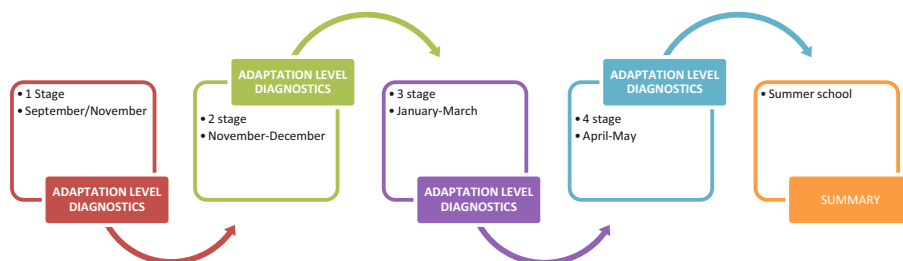 • 1 Stage
• September/November
ADAPTATION LEVEL
DIAGNOSTICS
ADAPTATION LEVEL
DIAGNOSTICS
• 2 stage
• November-December
• 3 stage
• January-March
ADAPTATION LEVEL
DIAGNOSTICS
ADAPTATION LEVEL
DIAGNOSTICS
• 4 stage
• April-May
• Summer school
SUMMARY